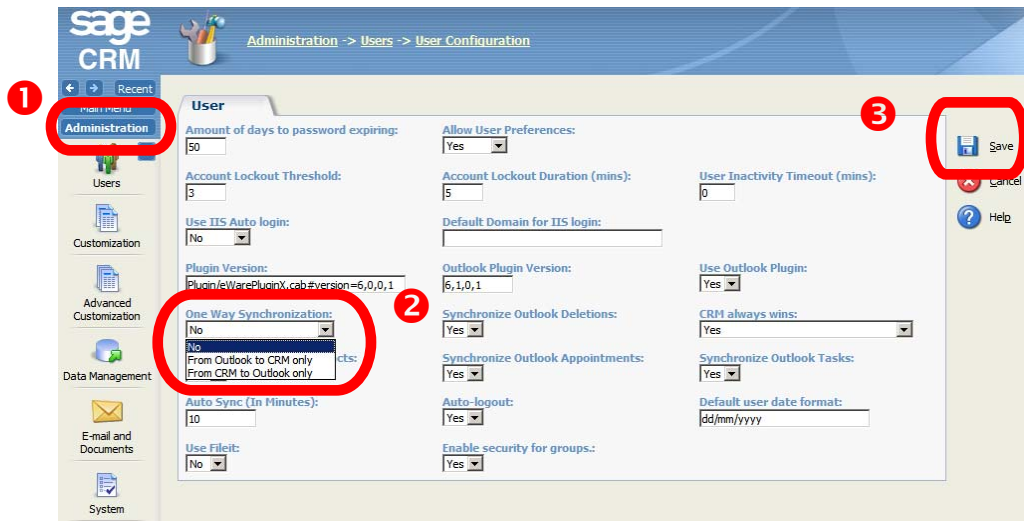 sage
CRM
Administration -> Users -> User Configuration
Recent
Main Menu
1
Administration
Users
Customization
Advanced
Customization
Data Management
E-mail and
Documents
System
User
3
Amount of days to password expiring:
50
Allow User Preferences:
Yes
Account Lockout Threshold:
3
Account Lockout Duration (mins):
5
User Inactivity Timeout (mins):
0
Use IIS Auto login:
No
Default Domain for IIS login:
Plugin Version:
Plugin/eWarePluginX.cab#version=6,0,0,1
Outlook Plugin Version:
6,1,0,1
Use Outlook Plugin:
Yes
2
One Way Synchronization:
No
No
From Outlook to CRM only
From CRM to Outlook only
Synchronize Outlook Deletions:
Yes
CRM always wins:
Yes
cts:
Synchronize Outlook Appointments:
Yes
Synchronize Outlook Tasks:
Yes
Auto Sync (In Minutes):
10
Auto-logout:
Yes
Default user date format:
dd/mm/yyyy
Use Fileit:
No
Enable security for groups.:
Yes
Save
Cancel
Help